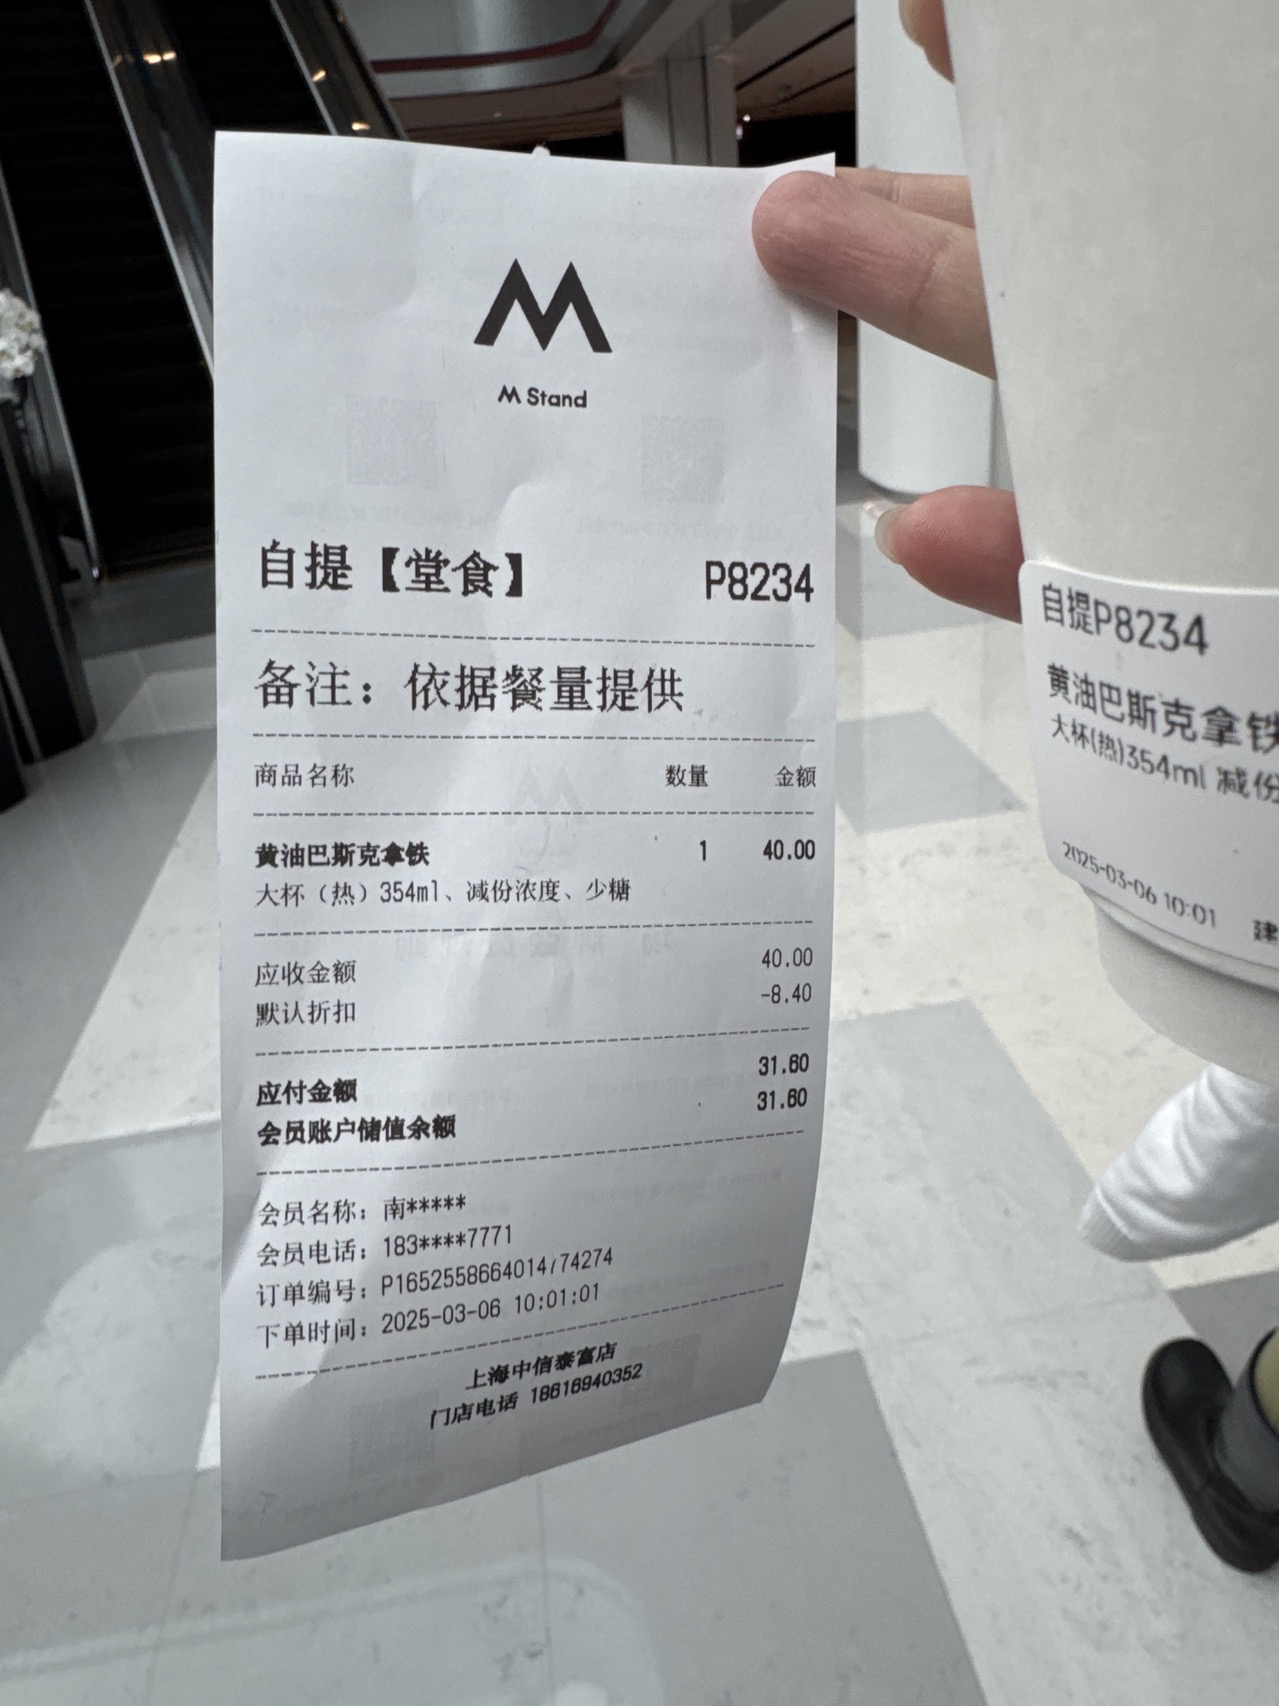 M Stand
自提【堂食】 P8234
备注：依据餐量提供
商品名称 数量 金额
黄油巴斯克拿铁 1 40.00
大杯（热）354ml、减份浓度、少糖
应收金额 40.00
默认折扣 -8.40
应付金额 31.60
会员账户储值余额 31.60
会员名称：南*****
会员电话：183****7771
订单编号：P1652558664014774274
下单时间：2025-03-06 10:01:01
上海中信泰富店
门店电话 18616940352
自提P8234
黄油巴斯克拿铁
大杯(热)354ml 减份
2025-03-06 10:01 建